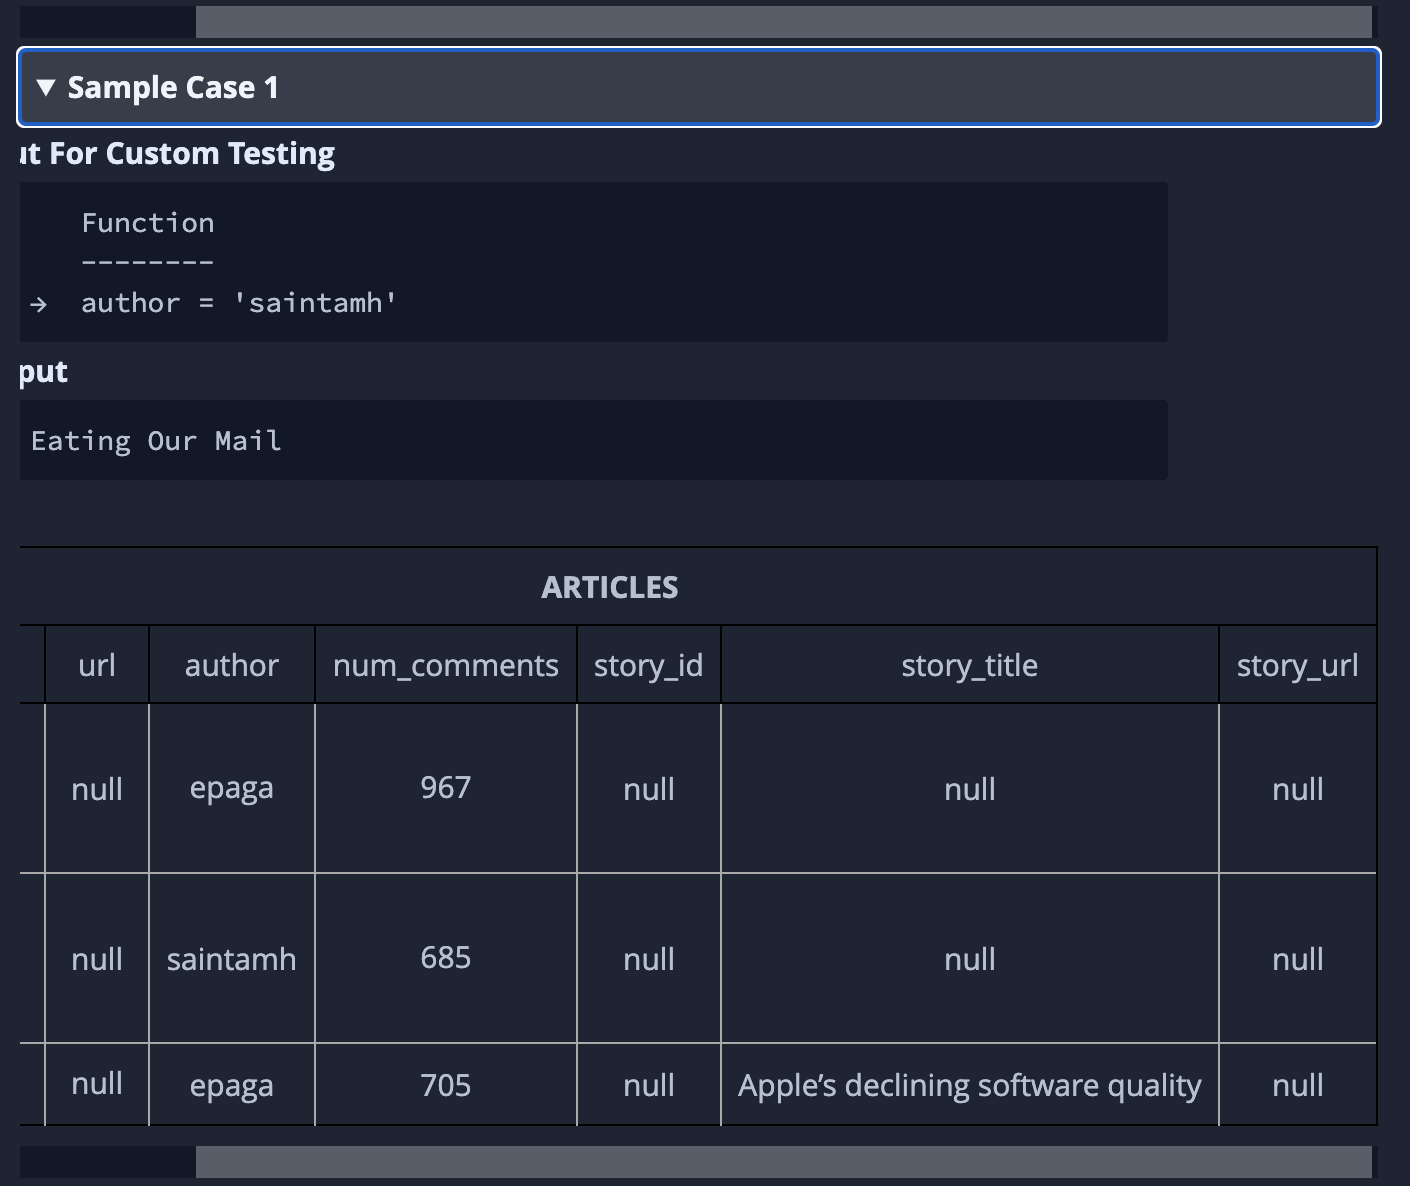 ▼ Sample Case 1
ut For Custom Testing
Function
--------
→ author = 'saintamh'
put
Eating Our Mail
ARTICLES
url author num_comments story_id story_title story_url
null epaga 967 null null null
null saintamh 685 null null null
null epaga 705 null Apple’s declining software quality null